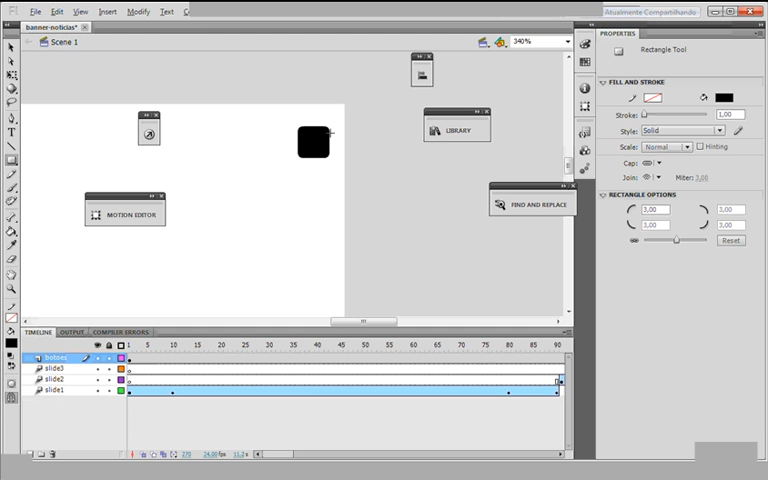 Fl File Edit View Insert Modify Text C
Atualmente Compartilhando
banner-noticias*
Scene 1
340%
LIBRARY
FIND AND REPLACE
MOTION EDITOR
PROPERTIES
Rectangle Tool
FILL AND STROKE
Stroke: 1,00
Style: Solid
Scale: Normal Hinting
Cap:
Join: Miter: 3,00
RECTANGLE OPTIONS
3,00 3,00
3,00 3,00
Reset
TIMELINE OUTPUT COMPILER ERRORS
1 5 10 15 20 25 30 35 40 45 50 55 60 65 70 75 80 85 90
botoes
slide3
slide2
slide1
270 24.00 fps 11.2s